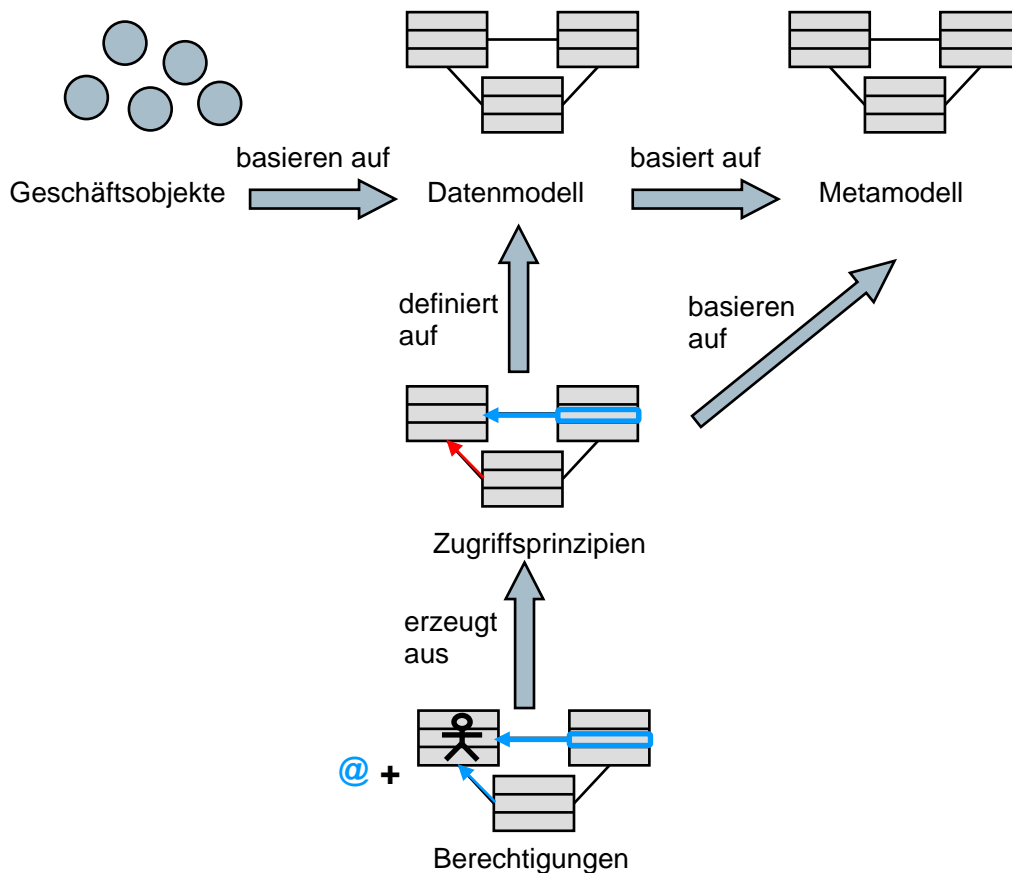 basieren auf
basiert auf
Geschäftsobjekte
Datenmodell
Metamodell
definiert
auf
basieren
auf
Zugriffsprinzipien
erzeugt
aus
@ +
Berechtigungen